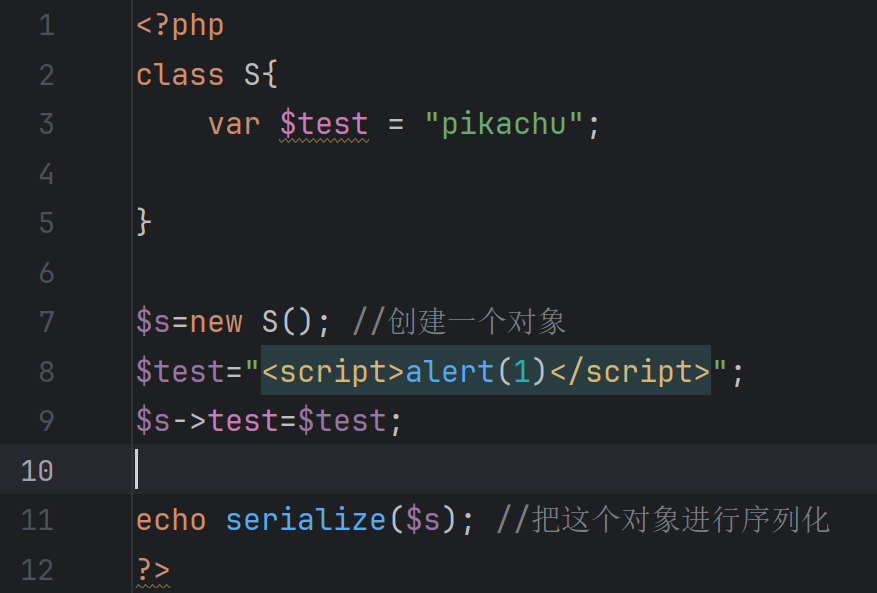 1 <?php
2 class S{
3     var $test = "pikachu";
4
5 }
6
7 $s=new S(); //创建一个对象
8 $test="<script>alert(1)</script>";
9 $s->test=$test;
10
11 echo serialize($s); //把这个对象进行序列化
12 ?>